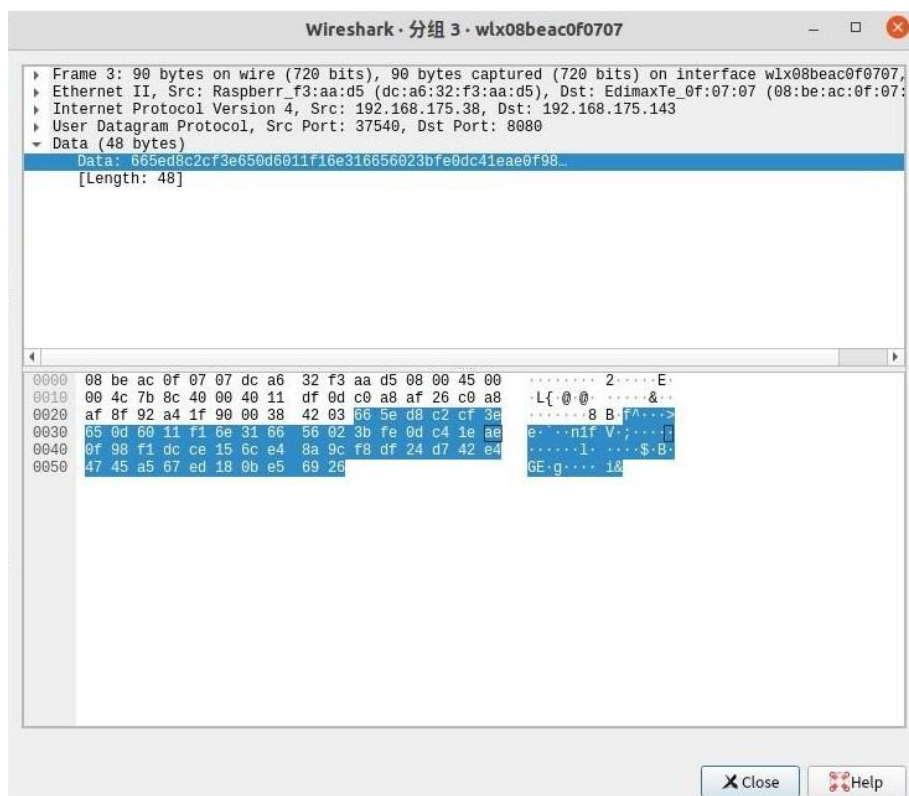 Wireshark · 分组 3 · wlx08beac0f0707
Frame 3: 90 bytes on wire (720 bits), 90 bytes captured (720 bits) on interface wlx08beac0f0707,
Ethernet II, Src: Raspberr_f3:aa:d5 (dc:a6:32:f3:aa:d5), Dst: EdimaxTe_0f:07:07 (08:be:ac:0f:07:
Internet Protocol Version 4, Src: 192.168.175.38, Dst: 192.168.175.143
User Datagram Protocol, Src Port: 37540, Dst Port: 8080
Data (48 bytes)
Data: 665ed8c2cf3e650d6011f16e316656023bfe0dc41eae0f98…
[Length: 48]
0000 08 be ac 0f 07 07 dc a6 32 f3 aa d5 08 00 45 00 ········ 2·····E·
0010 00 4c 7b 8c 40 00 40 11 df 0d c0 a8 af 26 c0 a8 ·L{·@·@· ·····&··
0020 af 8f 92 a4 1f 90 00 38 42 03 66 5e d8 c2 cf 3e ·······8 B·f^···>
0030 65 0d 60 11 f1 6e 31 66 56 02 3b fe 0d c4 1e ae e·`··n1f V·;·····
0040 0f 98 f1 dc ce 15 6c e4 8a 9c f8 df 24 d7 42 e4 ······l· ····$·B·
0050 47 45 a5 67 ed 18 0b e5 69 26 GE·g···· i&
Close
Help